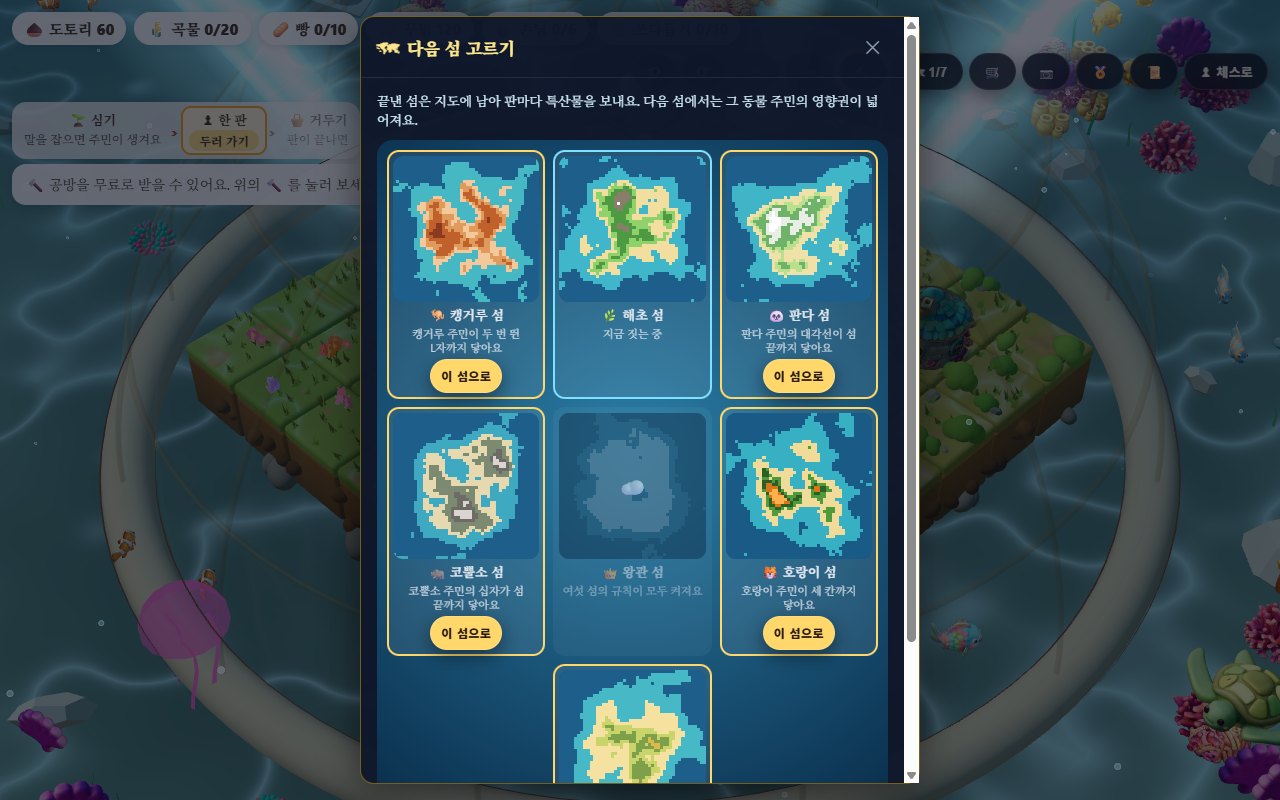 도토리 60
곡물 0/20
빵 0/10
다음 섬 고르기
1/7
체스로
심기
말을 잡으면 주민이 생겨요
한 판
두러 가기
거두기
판이 끝나면
공방을 무료로 받을 수 있어요. 위의
를 눌러 보세
끝낸 섬은 지도에 남아 판마다 특산물을 보내요. 다음 섬에서는 그 동물 주민의 영향권이 넓
어져요.
캥거루 섬
캥거루 주민이 두 번 뛴
L자까지 닿아요
이 섬으로
해초 섬
지금 짓는 중
판다 섬
판다 주민의 대각선이 섬
끝까지 닿아요
이 섬으로
코뿔소 섬
코뿔소 주민의 십자가 섬
끝까지 닿아요
이 섬으로
왕관 섬
여섯 섬의 규칙이 모두 켜져요
호랑이 섬
호랑이 주민이 세 칸까지
닿아요
이 섬으로